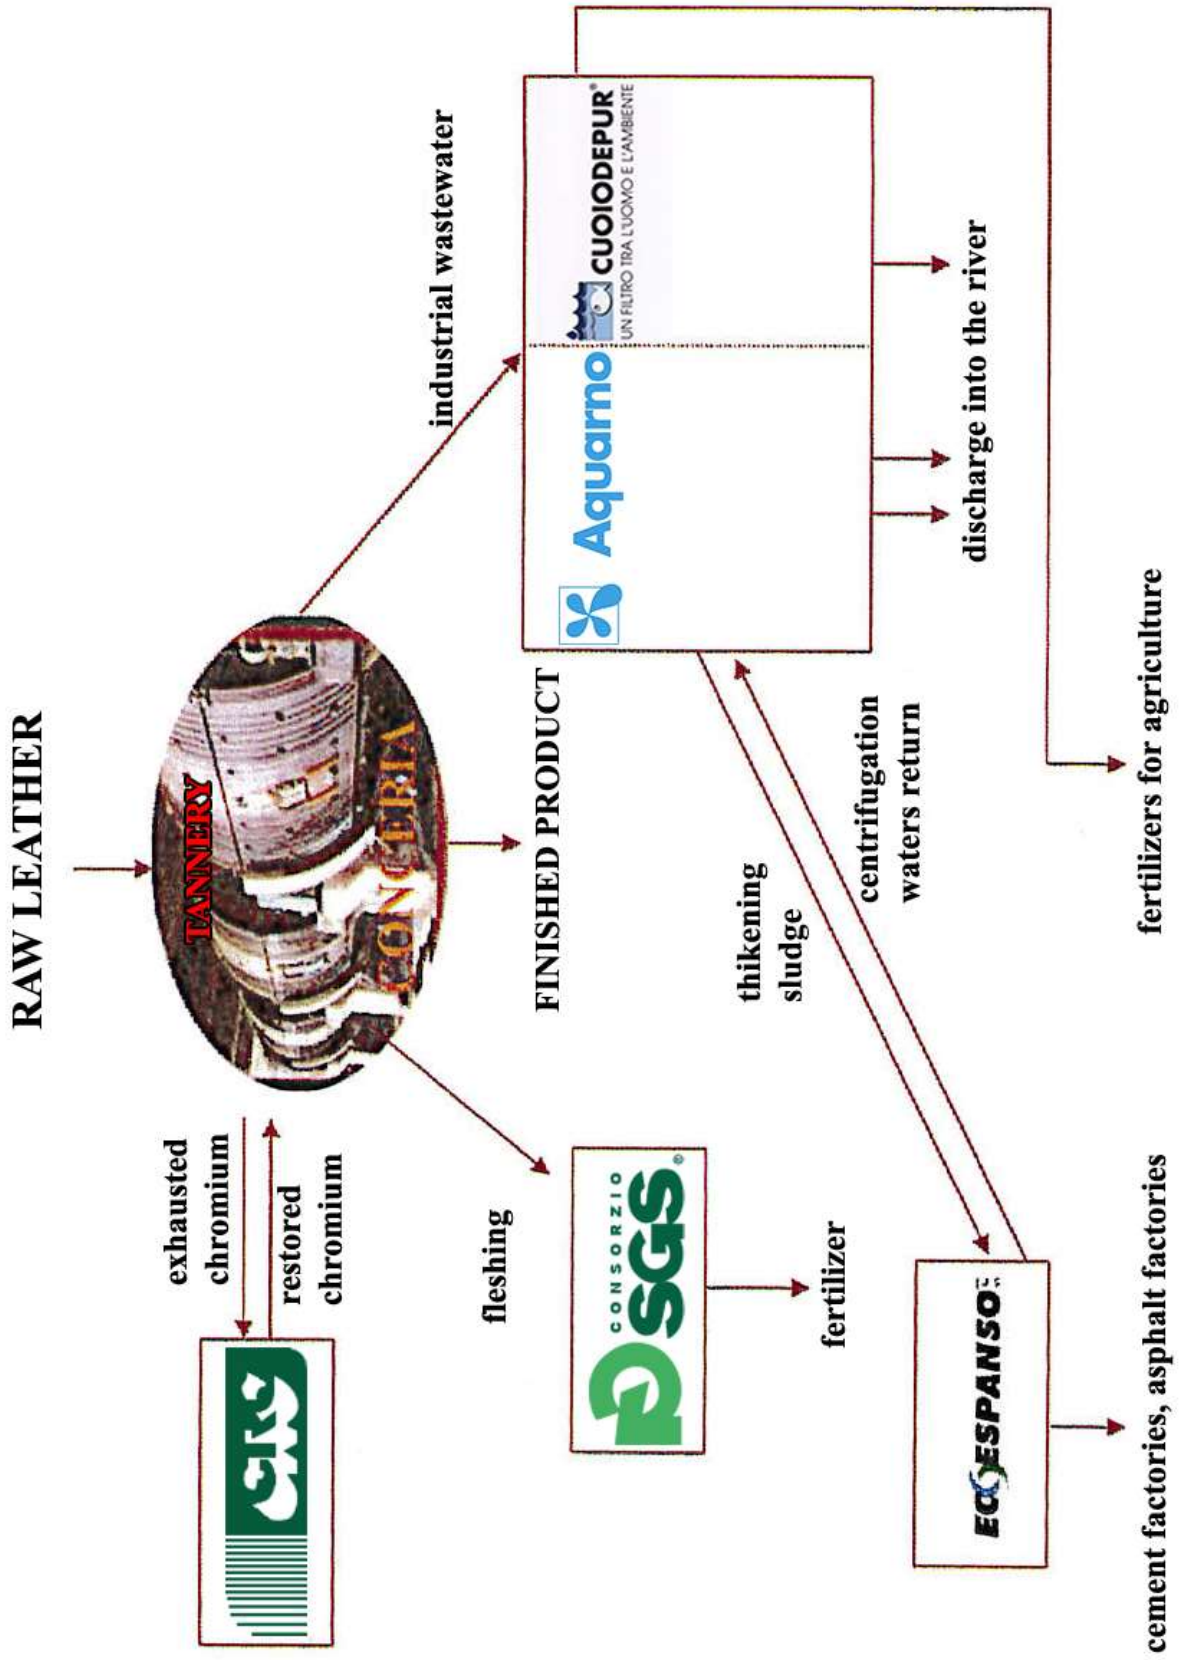 RAW LEATHER
TANNERY
CONCERIA
exhausted
chromium
restored
chromium
industrial wastewater
FINISHED PRODUCT
fleshing
CONSORZIO
SGS®
fertilizer
Aquarno
CUOIODEPUR®
UN FILTRO TRA L'UOMO E L'AMBIENTE
discharge into the river
thikening
sludge
centrifugation
waters return
ECOESPANSO
cement factories, asphalt factories
fertilizers for agriculture